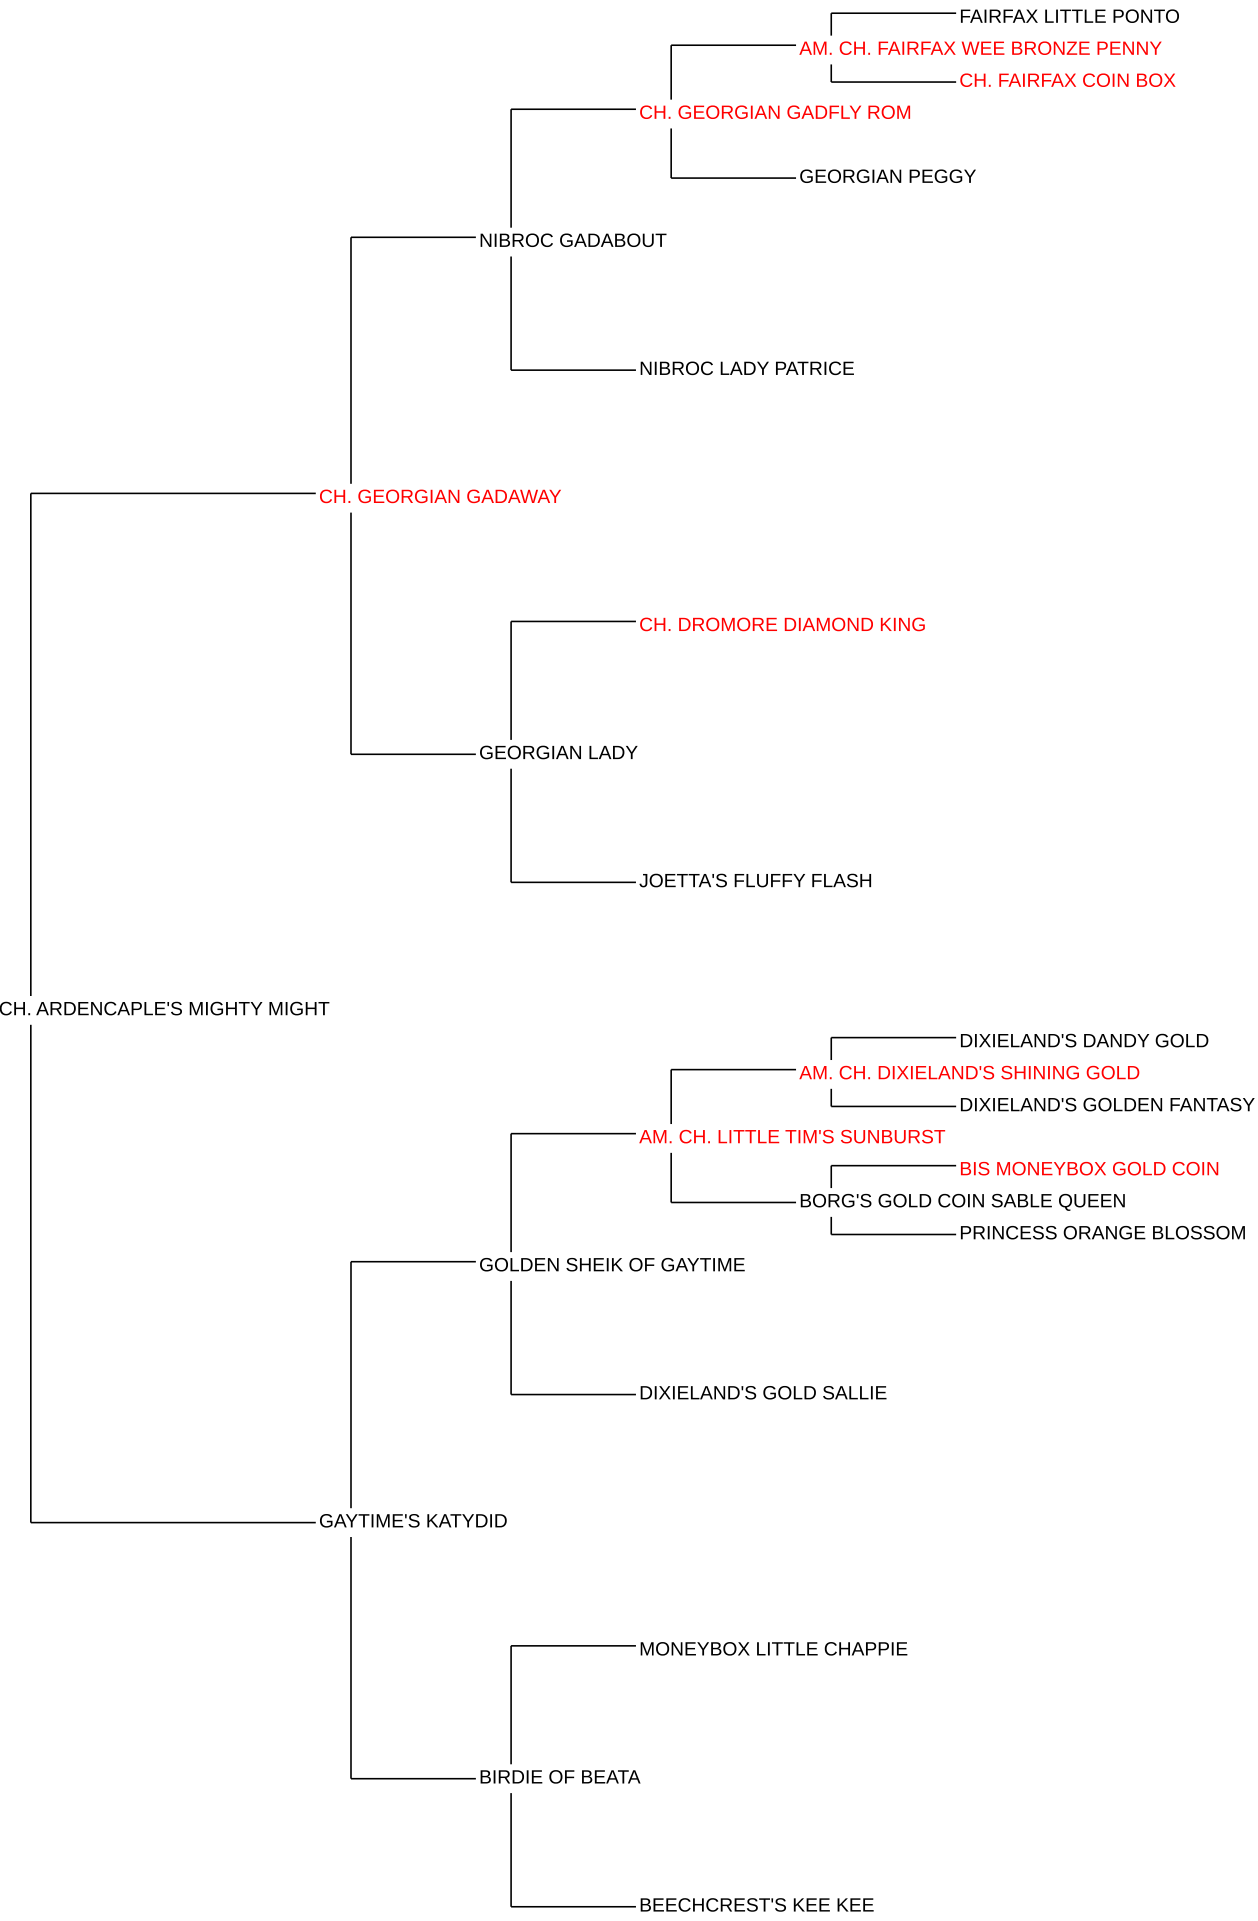 FAIRFAX LITTLE PONTO
AM. CH. FAIRFAX WEE BRONZE PENNY
CH. FAIRFAX COIN BOX
CH. GEORGIAN GADFLY ROM
GEORGIAN PEGGY
NIBROC GADABOUT
NIBROC LADY PATRICE
CH. GEORGIAN GADAWAY
CH. DROMORE DIAMOND KING
GEORGIAN LADY
JOETTA'S FLUFFY FLASH
CH. ARDENCAPLE'S MIGHTY MIGHT
DIXIELAND'S DANDY GOLD
AM. CH. DIXIELAND'S SHINING GOLD
DIXIELAND'S GOLDEN FANTASY
AM. CH. LITTLE TIM'S SUNBURST
BIS MONEYBOX GOLD COIN
BORG'S GOLD COIN SABLE QUEEN
PRINCESS ORANGE BLOSSOM
GOLDEN SHEIK OF GAYTIME
DIXIELAND'S GOLD SALLIE
GAYTIME'S KATYDID
MONEYBOX LITTLE CHAPPIE
BIRDIE OF BEATA
BEECHCREST'S KEE KEE